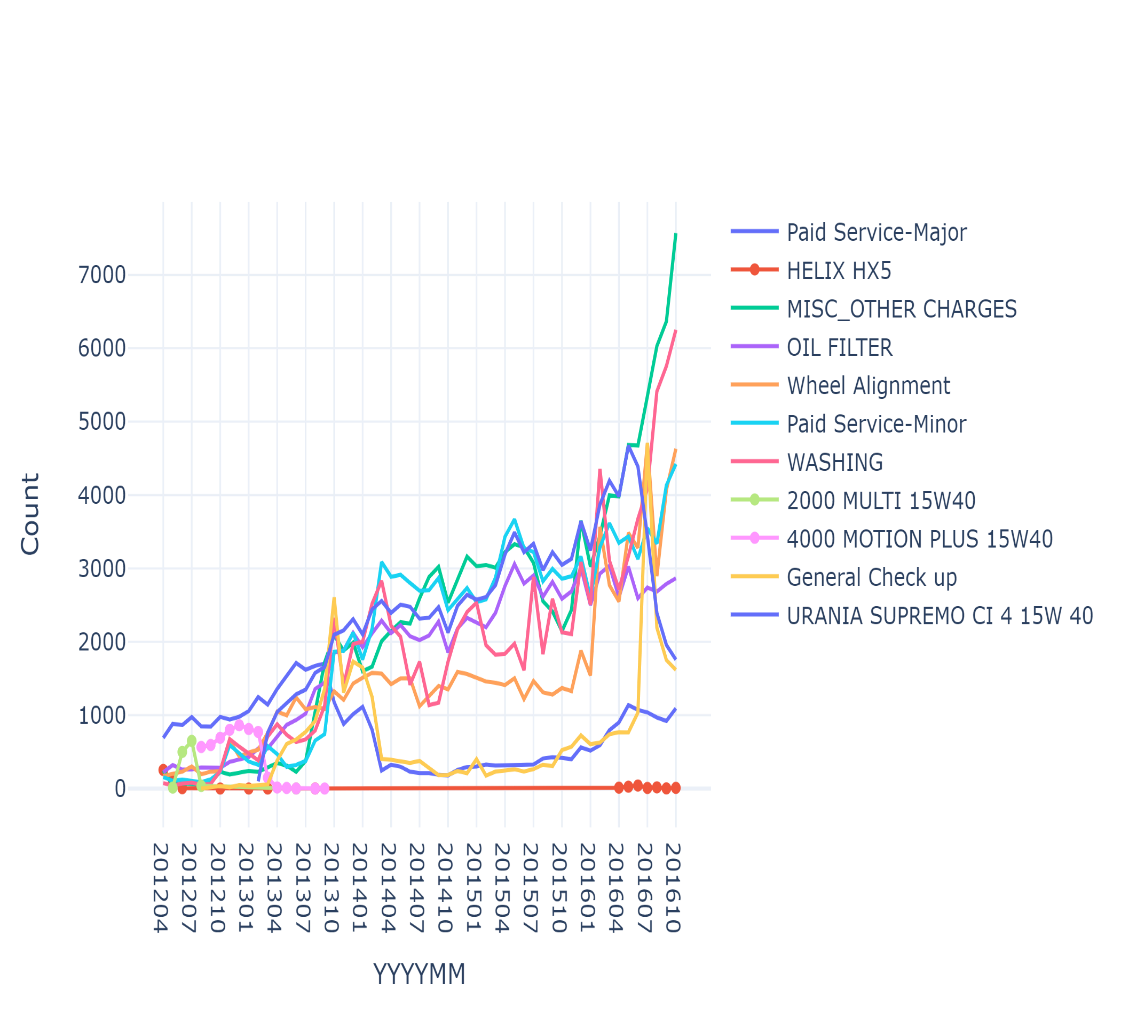 Count
7000
6000
5000
4000
3000
2000
1000
0
201204
201207
201210
201301
201304
201307
201310
201401
201404
201407
201410
201501
201504
201507
201510
201601
201604
201607
201610
YYYYMM
Paid Service-Major
HELIX HX5
MISC_OTHER CHARGES
OIL FILTER
Wheel Alignment
Paid Service-Minor
WASHING
2000 MULTI 15W40
4000 MOTION PLUS 15W40
General Check up
URANIA SUPREMO CI 4 15W 40